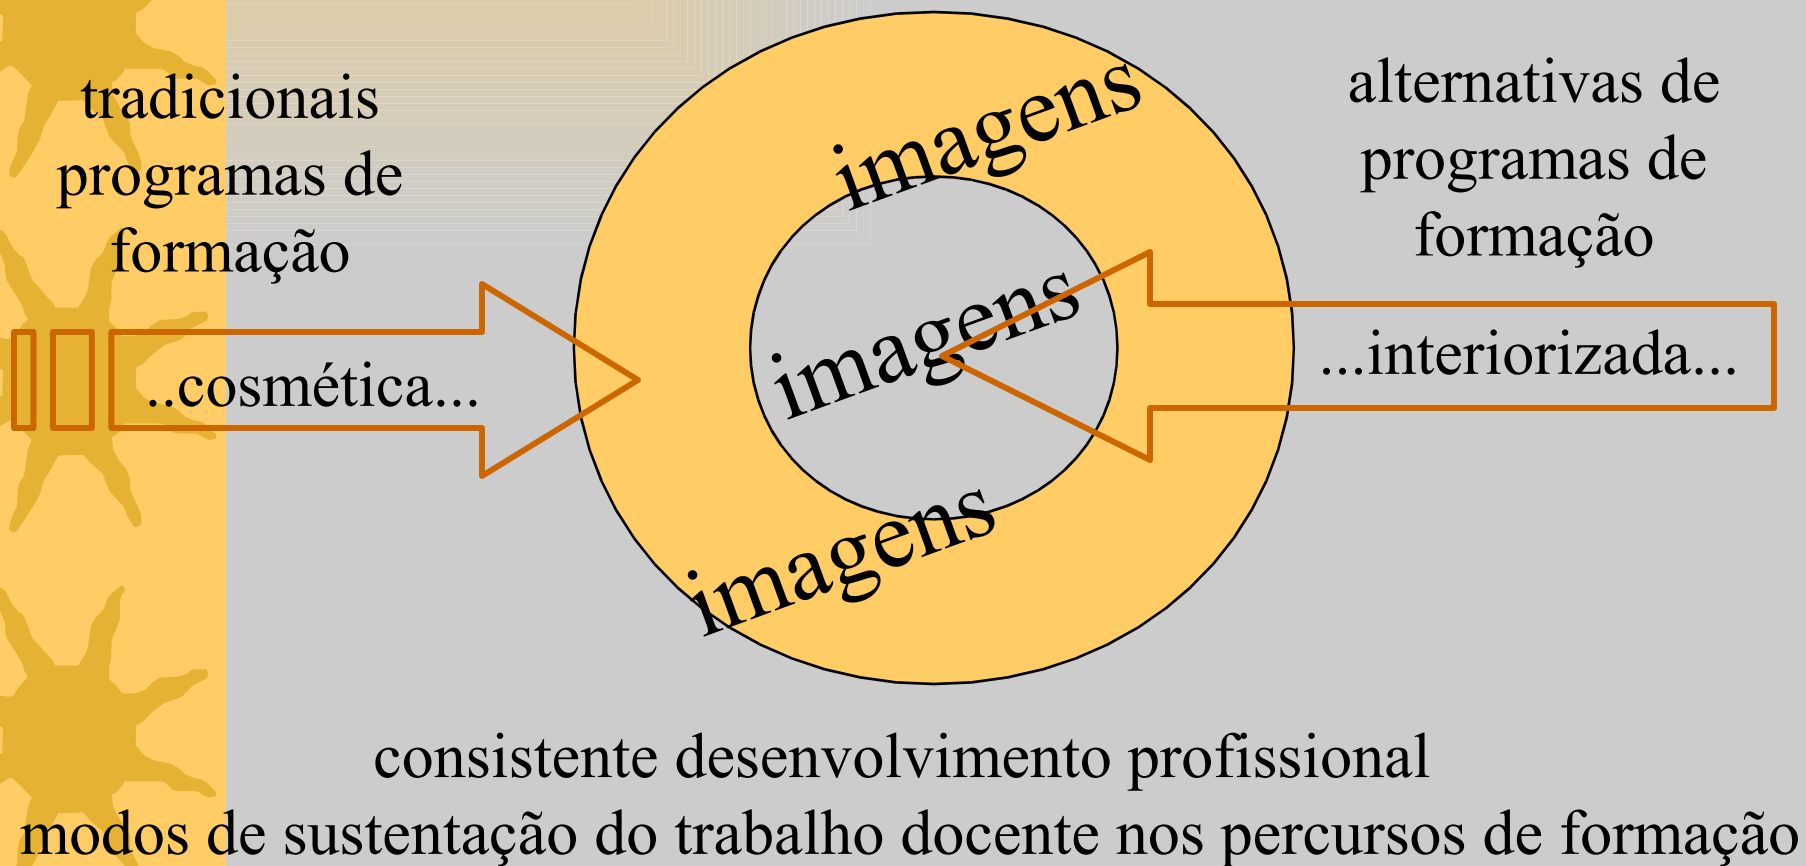 tradicionais
programas de
formação
..cosmética...
imagens
imagens
imagens
alternativas de
programas de
formação
...interiorizada...
consistente desenvolvimento profissional
modos de sustentação do trabalho docente nos percursos de formação